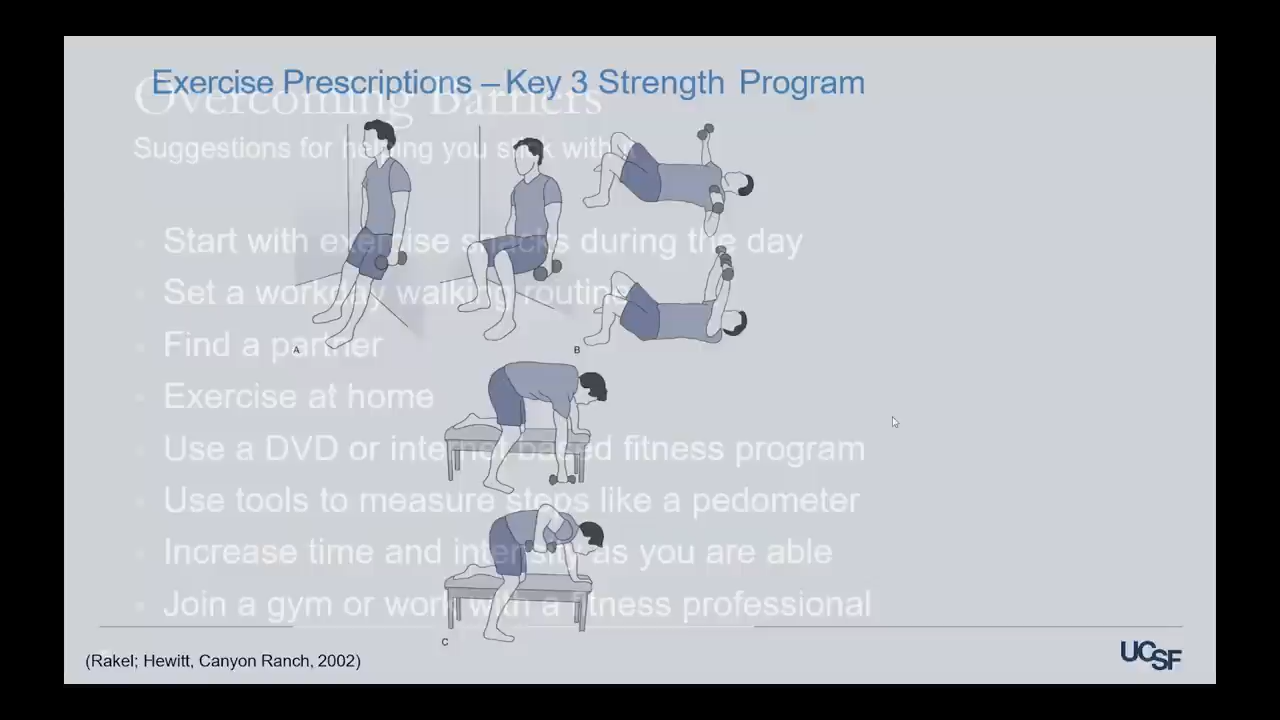 Exercise Prescriptions – Key 3 Strength Program
Overcoming Barriers
Suggestions for helping you stick with it
Start with exercise snacks during the day
Set a workday walking routine
Find a partner
A
B
Exercise at home
Use a DVD or internet based fitness program
Use tools to measure steps like a pedometer
Increase time and intensity as you are able
Join a gym or work with a fitness professional
C
(Rakel; Hewitt, Canyon Ranch, 2002)
UCSF